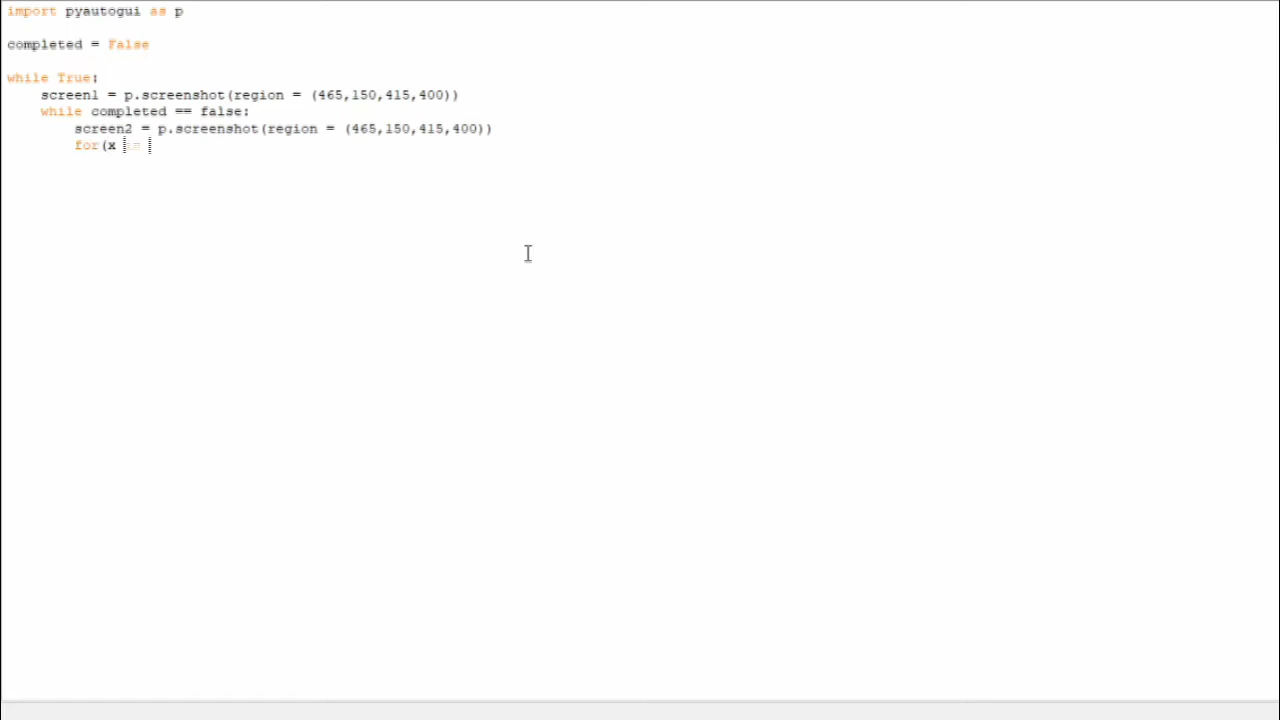 import pyautogui as p
completed = False
while True:
screen1 = p.screenshot(region = (465,150,415,400))
while completed == false:
screen2 = p.screenshot(region = (465,150,415,400))
for(x